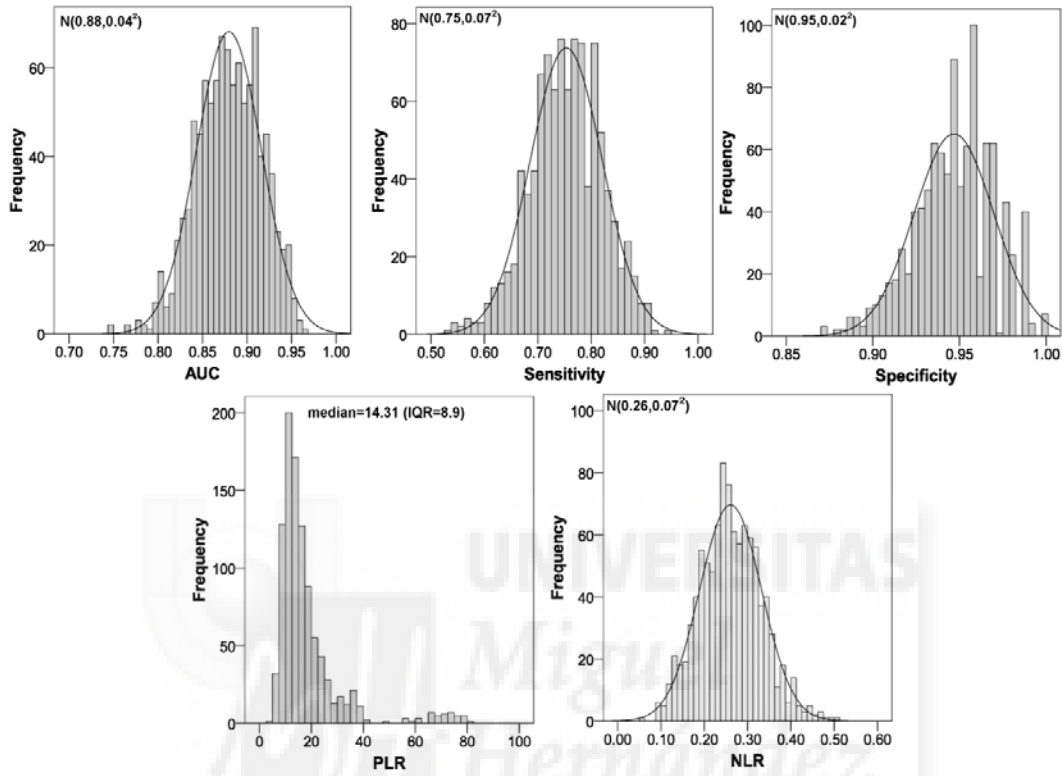 N(0.88,0.04²)
Frequency
60
40
20
0
0.70 0.75 0.80 0.85 0.90 0.95 1.00
AUC
N(0.75,0.07²)
Frequency
80
60
40
20
0
0.50 0.60 0.70 0.80 0.90 1.00
Sensitivity
N(0.95,0.02²)
Frequency
100
80
60
40
20
0
0.85 0.90 0.95 1.00
Specificity
median=14.31 (IQR=8.9)
Frequency
200
150
100
50
0
0 20 40 60 80 100
PLR
N(0.26,0.07²)
Frequency
100
80
60
40
20
0
0.00 0.10 0.20 0.30 0.40 0.50 0.60
NLR
UNIVERSITAS
Miguel
Hernández